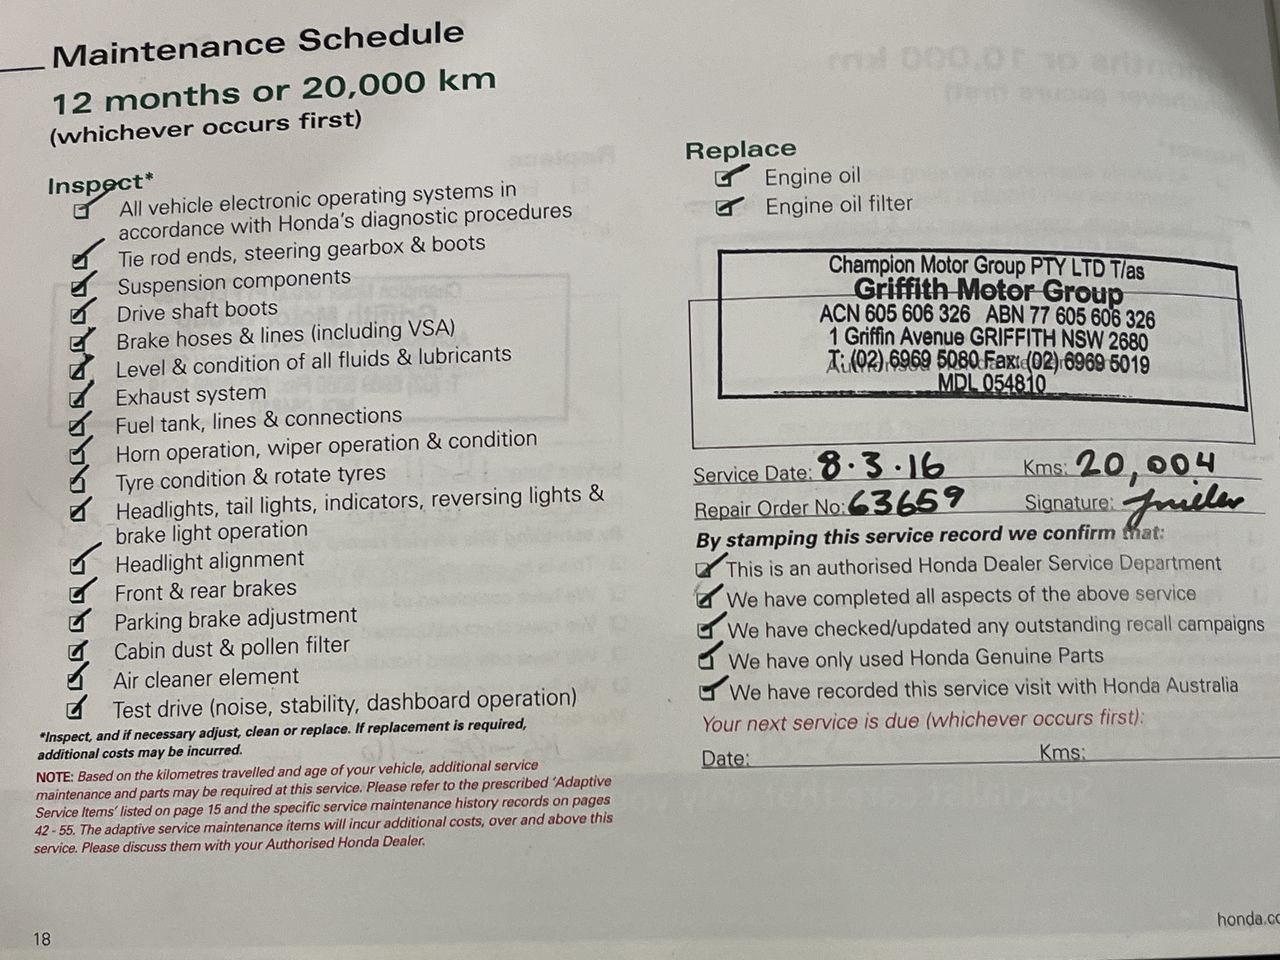 Maintenance Schedule
12 months or 20,000 km
(whichever occurs first)
Inspect*
All vehicle electronic operating systems in
accordance with Honda's diagnostic procedures
Tie rod ends, steering gearbox & boots
Suspension components
Drive shaft boots
Brake hoses & lines (including VSA)
Level & condition of all fluids & lubricants
Exhaust system
Fuel tank, lines & connections
Horn operation, wiper operation & condition
Tyre condition & rotate tyres
Headlights, tail lights, indicators, reversing lights &
brake light operation
Headlight alignment
Front & rear brakes
Parking brake adjustment
Cabin dust & pollen filter
Air cleaner element
Test drive (noise, stability, dashboard operation)
*Inspect, and if necessary adjust, clean or replace. If replacement is required,
additional costs may be incurred.
NOTE: Based on the kilometres travelled and age of your vehicle, additional service
maintenance and parts may be required at this service. Please refer to the prescribed 'Adaptive
Service Items' listed on page 15 and the specific service maintenance history records on pages
42 - 55. The adaptive service maintenance items will incur additional costs, over and above this
service. Please discuss them with your Authorised Honda Dealer.
18
Replace
Engine oil
Engine oil filter
Champion Motor Group PTY LTD T/as
Griffith Motor Group
ACN 605 606 326 ABN 77 605 606 326
1 Griffin Avenue GRIFFITH NSW 2680
T: (02) 6969 5080 Fax: (02) 6969 5019
MDL 054810
Service Date: 8.3.16 Kms: 20,004
Repair Order No: 63659 Signature:
By stamping this service record we confirm that:
This is an authorised Honda Dealer Service Department
We have completed all aspects of the above service
We have checked/updated any outstanding recall campaigns
We have only used Honda Genuine Parts
We have recorded this service visit with Honda Australia
Your next service is due (whichever occurs first):
Date: Kms:
honda.co